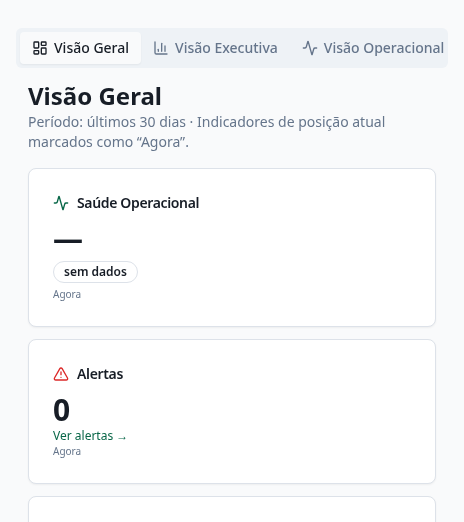 Visão Geral
Visão Executiva
Visão Operacional
Visão Geral
Período: últimos 30 dias · Indicadores de posição atual
marcados como “Agora”.
Saúde Operacional
—
sem dados
Agora
Alertas
0
Ver alertas →
Agora